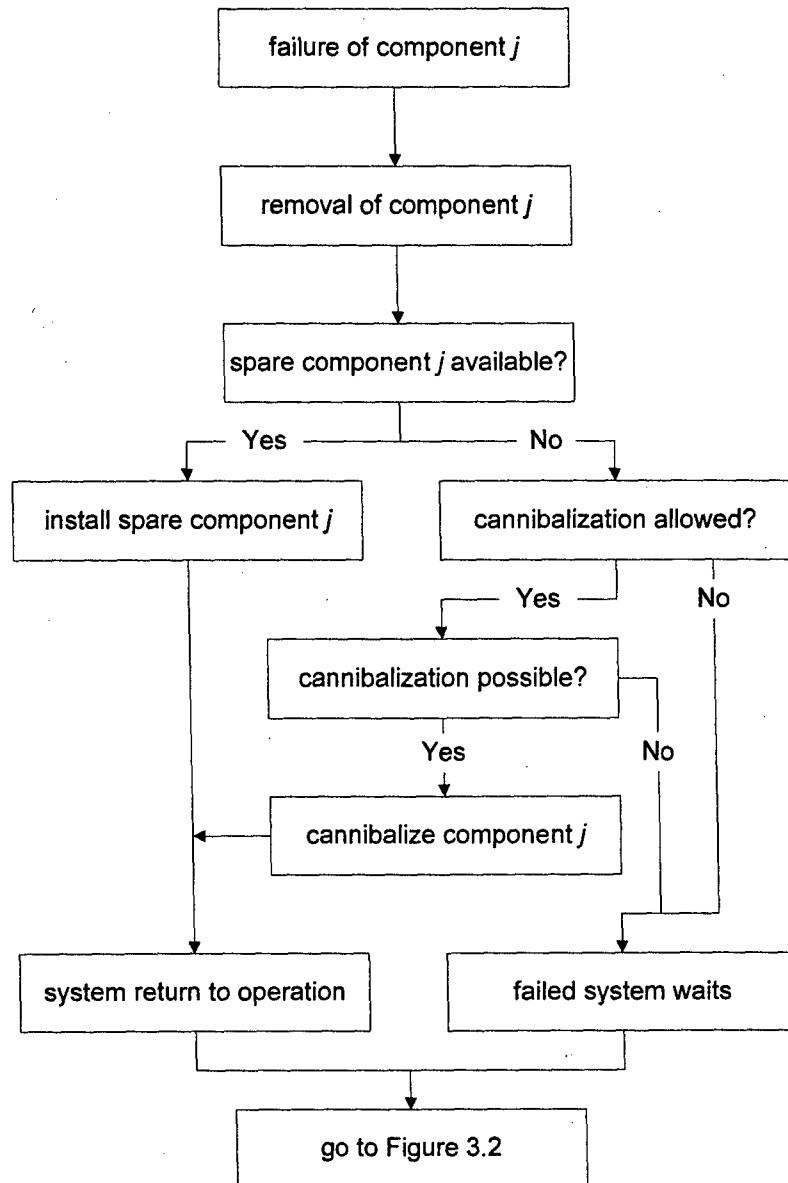 failure of component j
removal of component j
spare component j available?
Yes
No
install spare component j
cannibalization allowed?
Yes
No
cannibalization possible?
Yes
No
cannibalize component j
system return to operation
failed system waits
go to Figure 3.2